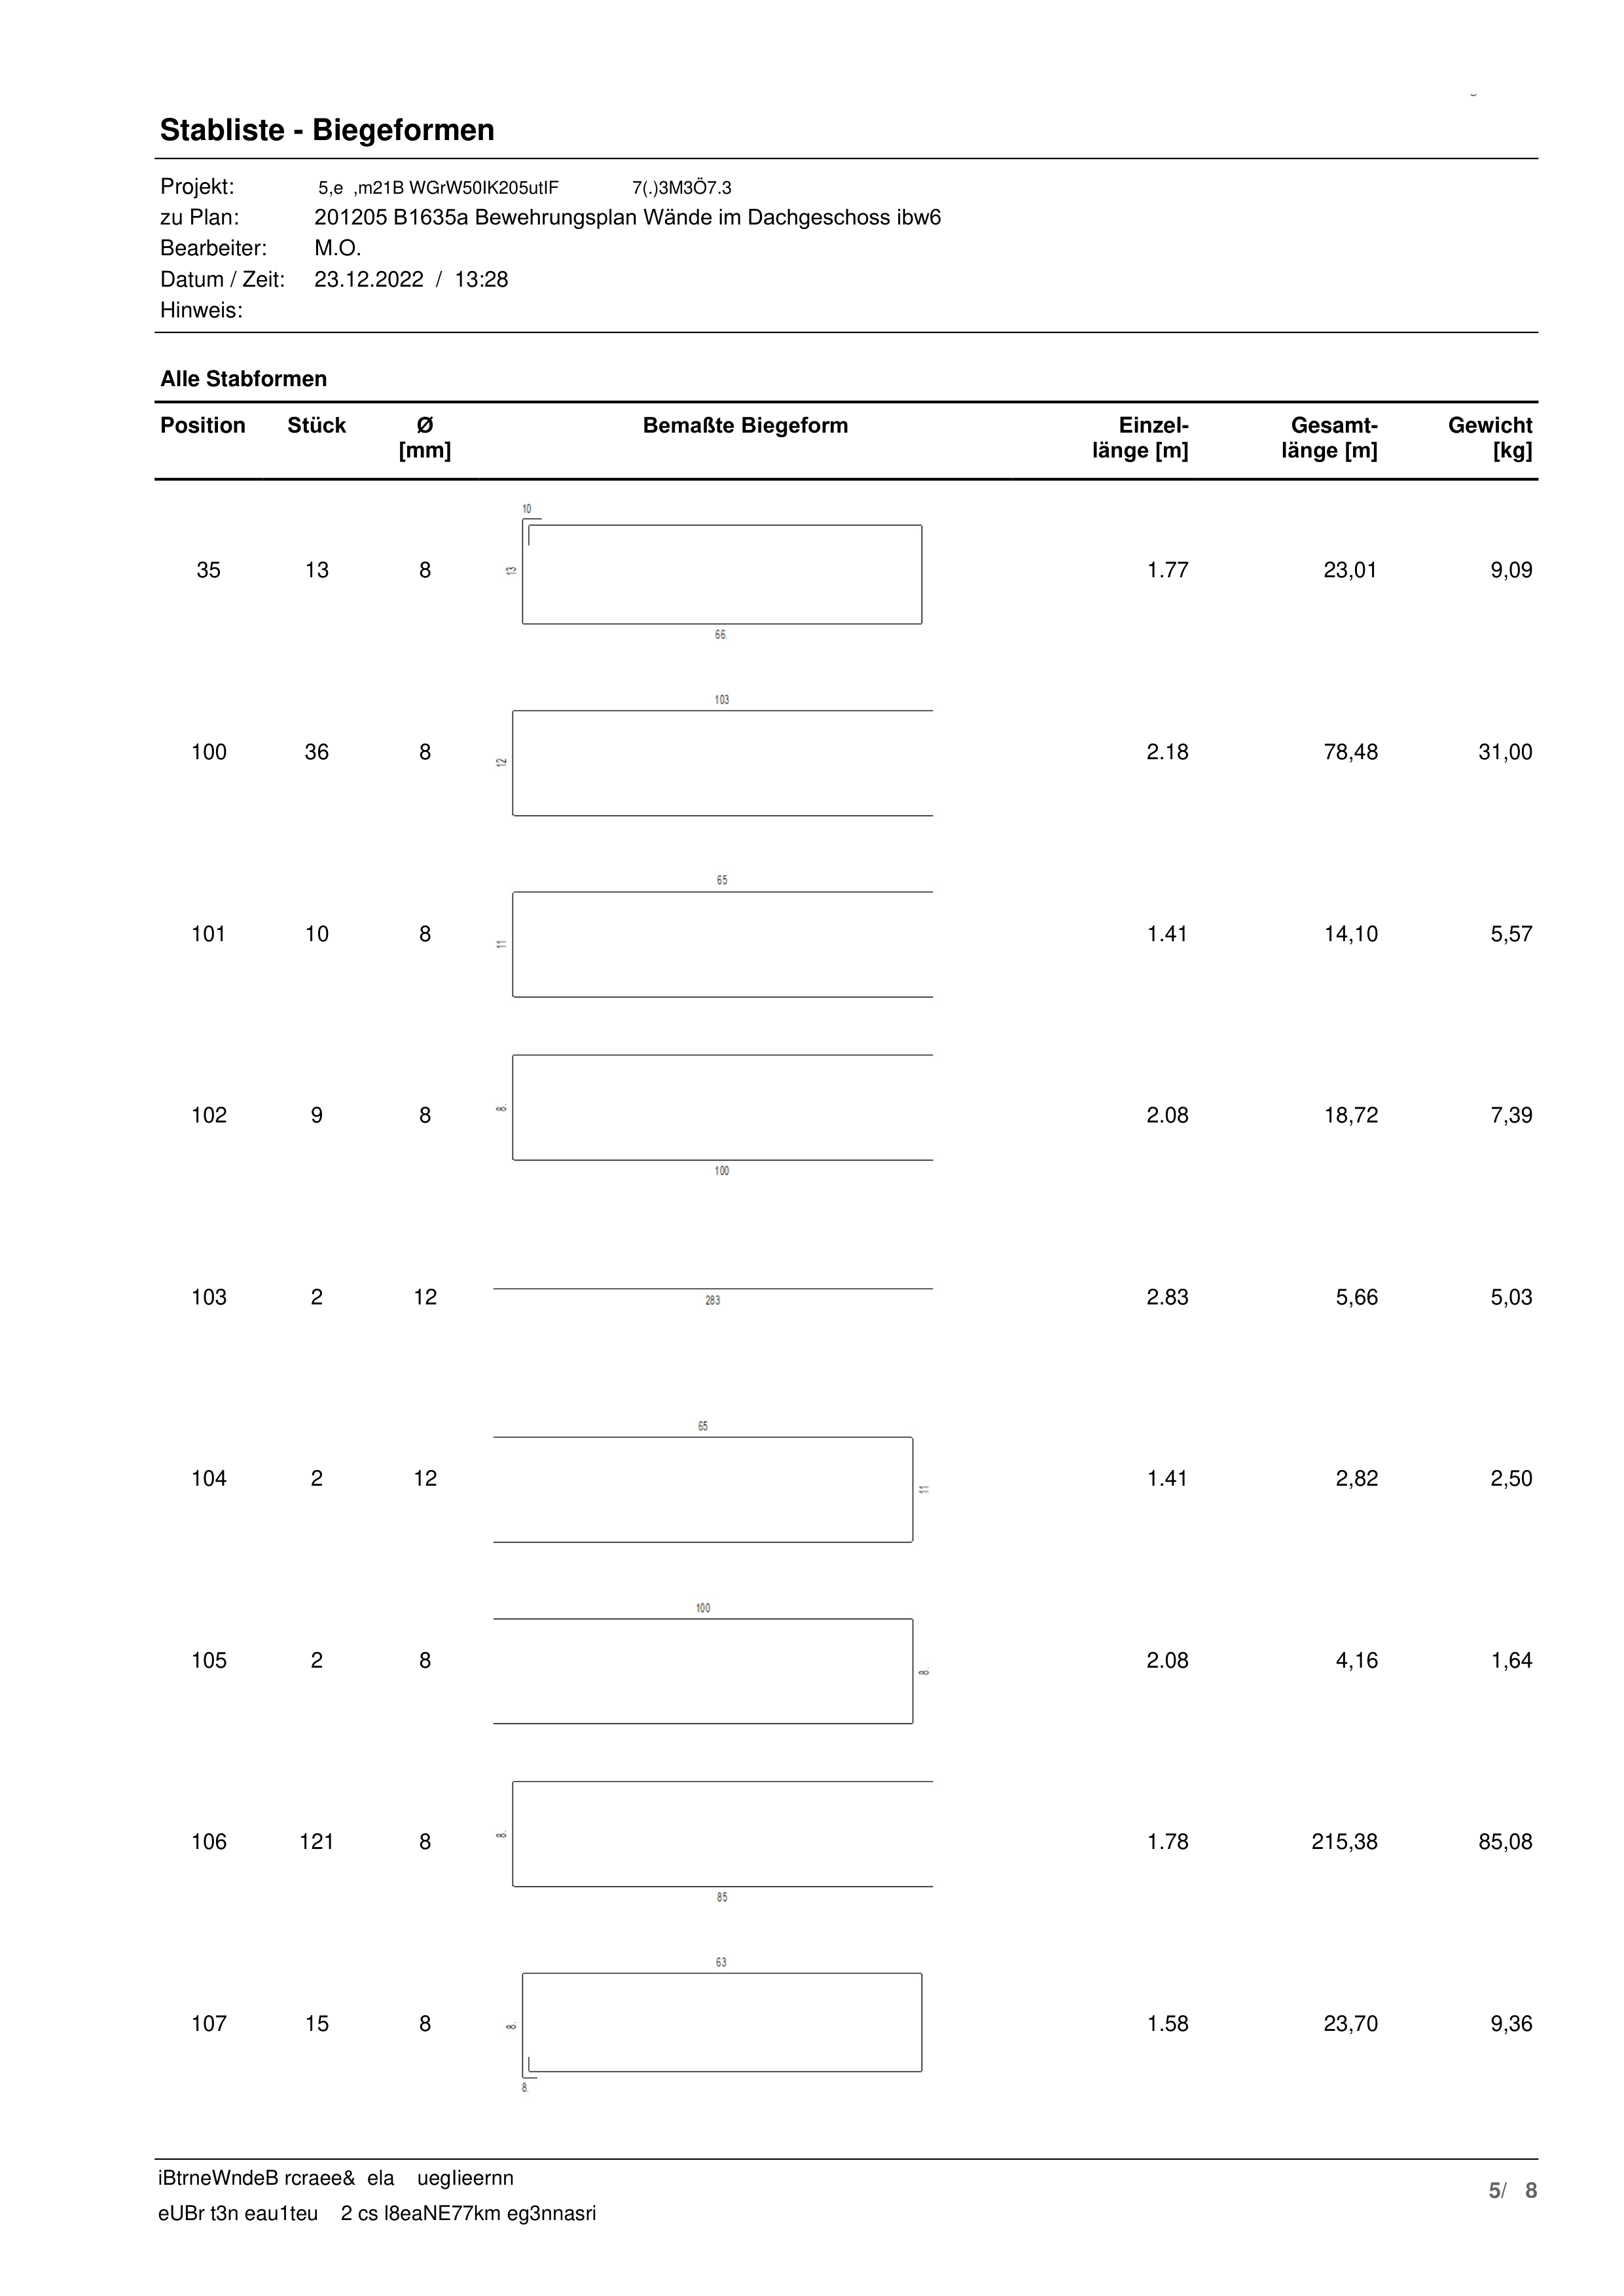 Stabliste - Biegeformen
Projekt: 5,e ,m21B WGrW50IK205utIF 7(.)3M3Ö7.3
zu Plan: 201205 B1635a Bewehrungsplan Wände im Dachgeschoss ibw6
Bearbeiter: M.O.
Datum / Zeit: 23.12.2022 / 13:28
Hinweis:
Alle Stabformen
Position Stück Ø Bemaßte Biegeform Einzel- Gesamt- Gewicht
[mm] länge [m] länge [m] [kg]
10
35 13 8 13 1.77 23,01 9,09
66.
103
100 36 8 12 2.18 78,48 31,00
65
101 10 8 11 1.41 14,10 5,57
102 9 8 8. 2.08 18,72 7,39
100
103 2 12 283 2.83 5,66 5,03
65
104 2 12 11 1.41 2,82 2,50
100
105 2 8 8. 2.08 4,16 1,64
106 121 8 8. 1.78 215,38 85,08
85
63
107 15 8 8. 1.58 23,70 9,36
8.
iBtrneWndeB rcraee& ela ueglieernn
eUBr t3n eau1teu 2 cs l8eaNE77km eg3nnasri
5/ 8